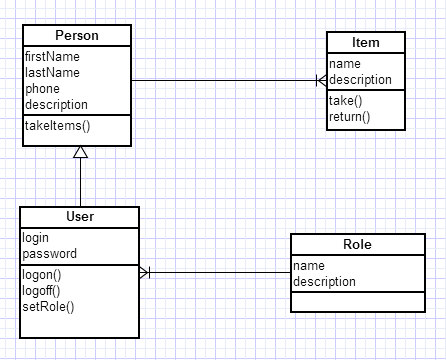 Person
firstName
lastName
phone
description
takeItems()
Item
name
description
take()
return()
User
login
password
logon()
logoff()
setRole()
Role
name
description